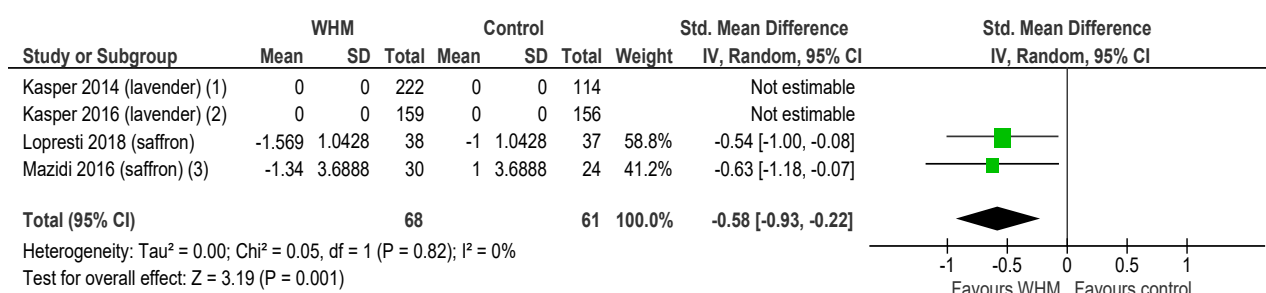 WHM Control Std. Mean Difference Std. Mean Difference
Study or Subgroup Mean SD Total Mean SD Total Weight IV, Random, 95% CI IV, Random, 95% CI
Kasper 2014 (lavender) (1) 0 0 222 0 0 114 Not estimable
Kasper 2016 (lavender) (2) 0 0 159 0 0 156 Not estimable
Lopresti 2018 (saffron) -1.569 1.0428 38 -1 1.0428 37 58.8% -0.54 [-1.00, -0.08]
Mazidi 2016 (saffron) (3) -1.34 3.6888 30 1 3.6888 24 41.2% -0.63 [-1.18, -0.07]
Total (95% CI) 68 61 100.0% -0.58 [-0.93, -0.22]
Heterogeneity: Tau² = 0.00; Chi² = 0.05, df = 1 (P = 0.82); I² = 0%
Test for overall effect: Z = 3.19 (P = 0.001)
-1 -0.5 0 0.5 1
Favours WHM Favours control